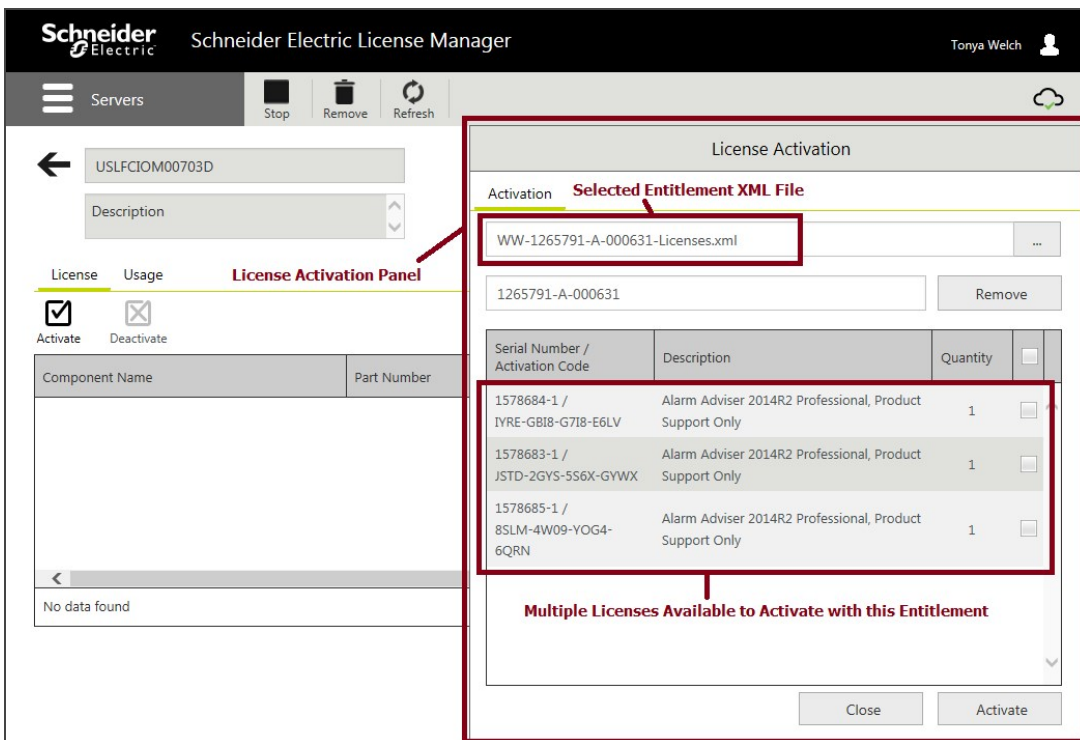 Schneider Electric
Schneider Electric License Manager
Tonya Welch
Servers
Stop
Remove
Refresh
License Activation
USLFCIOM00703D
Description
Activation
Selected Entitlement XML File
WW-1265791-A-000631-Licenses.xml
...
License
Usage
License Activation Panel
1265791-A-000631
Remove
Activate
Deactivate
Component Name
Part Number
Serial Number /
Activation Code
Description
Quantity
1578684-1 /
IYRE-GBI8-G7I8-E6LV
Alarm Adviser 2014R2 Professional, Product
Support Only
1
1578683-1 /
JSTD-2GYS-5S6X-GYWX
Alarm Adviser 2014R2 Professional, Product
Support Only
1
1578685-1 /
8SLM-4W09-YOG4-
6QRN
Alarm Adviser 2014R2 Professional, Product
Support Only
1
No data found
Multiple Licenses Available to Activate with this Entitlement
Close
Activate